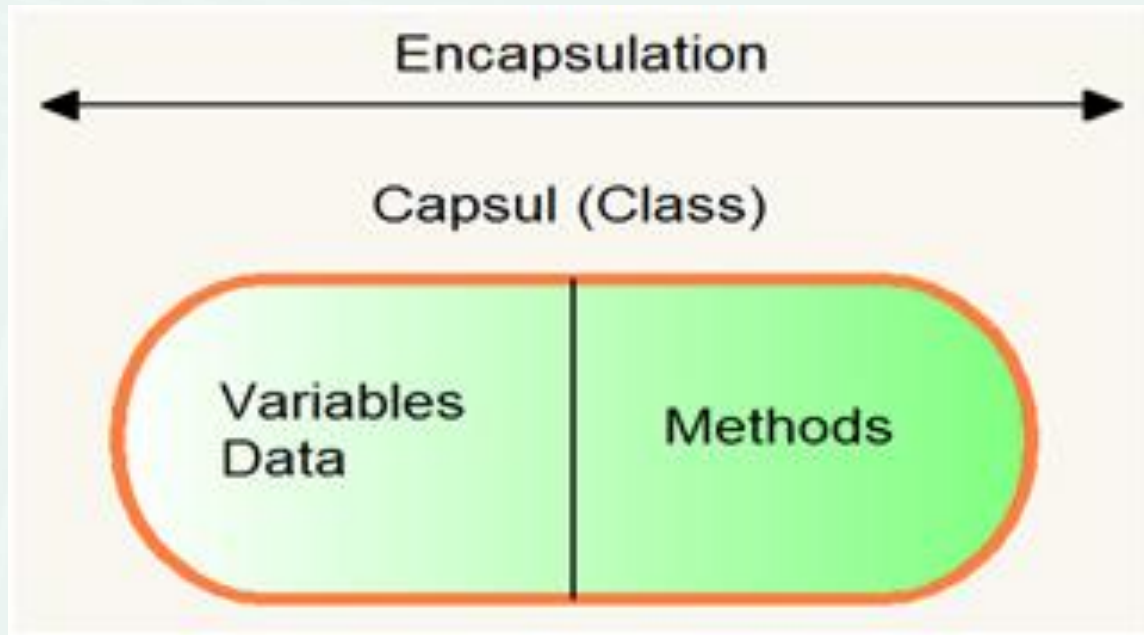 Encapsulation
Capsul (Class)
Variables
Data
Methods